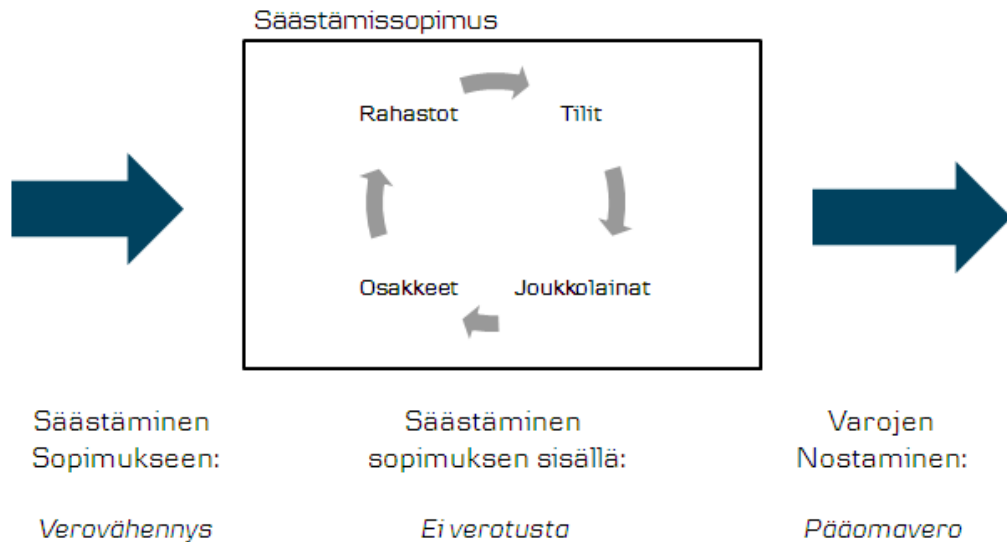 Säästämissopimus
Rahastot
Tilit
Osakkeet
Joukkolainat
Säästäminen
Sopimukseen:
Verovähennys
Säästäminen
sopimuksen sisällä:
Ei verotusta
Varojen
Nostaminen:
Pääomavero